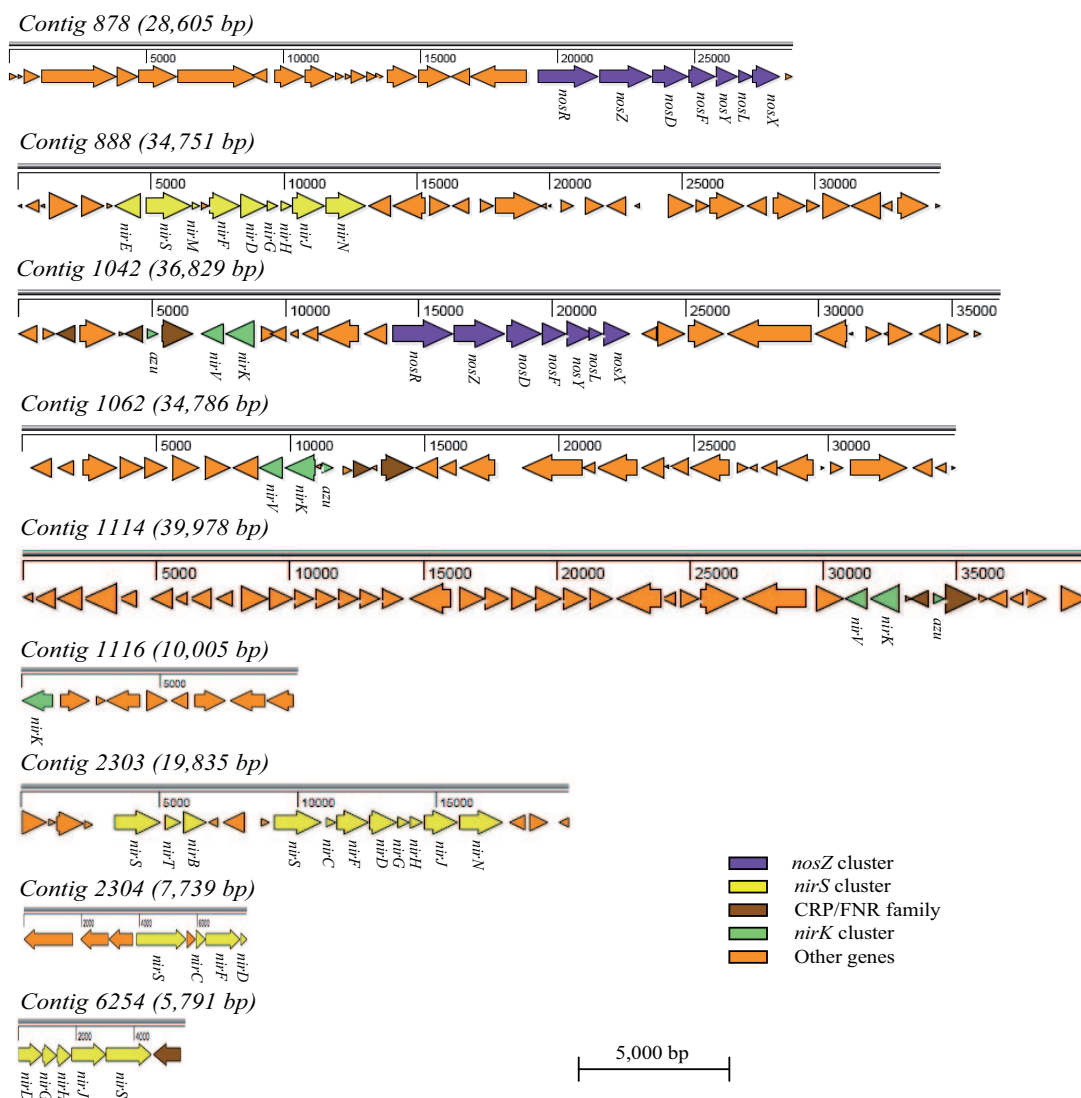 Contig 878 (28,605 bp)
5000 10000 15000 20000 25000
nosR nosZ nosD nosF nosY nosL nosX
Contig 888 (34,751 bp)
5000 10000 15000 20000 25000 30000
nirE nirS nirM nirF nirD nirG nirH nirJ nirN
Contig 1042 (36,829 bp)
5000 10000 15000 20000 25000 30000 35000
azu nirV nirK nosR nosZ nosD nosF nosY nosL nosX
Contig 1062 (34,786 bp)
5000 10000 15000 20000 25000 30000
nirV nirK azu
Contig 1114 (39,978 bp)
5000 10000 15000 20000 25000 30000 35000
nirV nirK azu
Contig 1116 (10,005 bp)
5000
nirK
Contig 2303 (19,835 bp)
5000 10000 15000
nirS nirT nirB nirS nirC nirF nirD nirG nirH nirJ nirN
nosZ cluster
nirS cluster
CRP/FNR family
nirK cluster
Other genes
Contig 2304 (7,739 bp)
2000 4000 6000
nirS nirC nirF nirD
Contig 6254 (5,791 bp)
2000 4000
nirJ nirS
5,000 bp